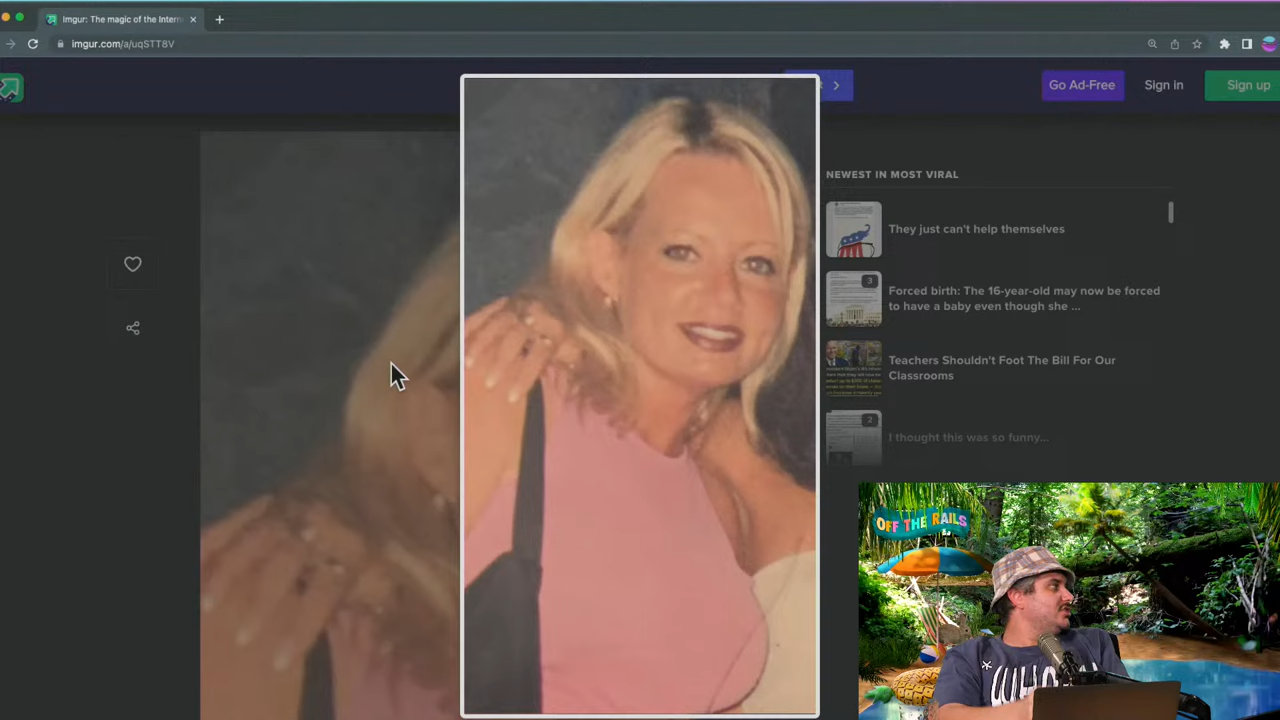 Imgur: The magic of the Intern
imgur.com/a/uqSTT8V
Go Ad-Free
Sign in
Sign up
NEWEST IN MOST VIRAL
They just can't help themselves
3
Forced birth: The 16-year-old may now be forced
to have a baby even though she ...
Teachers Shouldn't Foot The Bill For Our
Classrooms
2
I thought this was so funny...
OFF THE RAILS